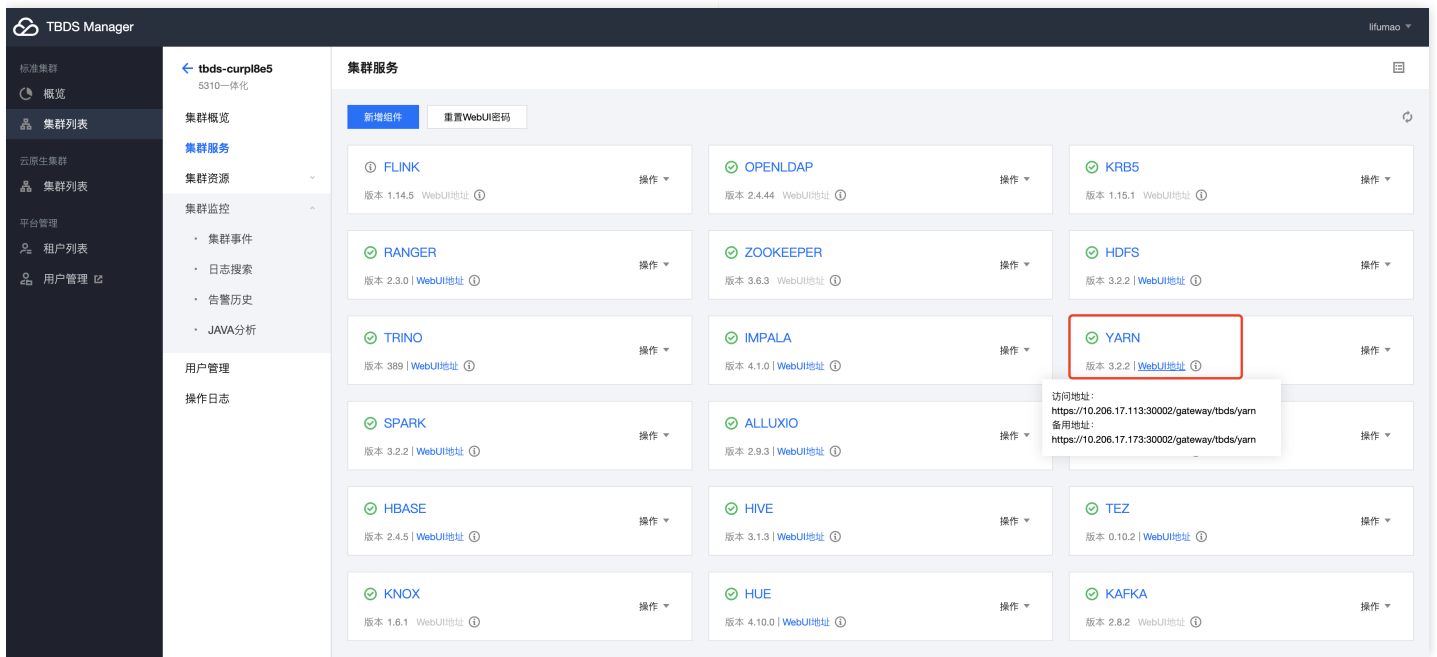 TBDS Manager
lifumao
标准集群
概览
集群列表
云原生集群
集群列表
平台管理
租户列表
用户管理
tbds-curpl8e5
5310一体化
集群概览
集群服务
集群资源
集群监控
集群事件
日志搜索
告警历史
JAVA分析
用户管理
操作日志
集群服务
新增组件
重置WebUI密码
FLINK
操作
版本 1.14.5 WebUI地址
OPENLDAP
操作
版本 2.4.44 WebUI地址
KRB5
操作
版本 1.15.1 WebUI地址
RANGER
操作
版本 2.3.0 | WebUI地址
ZOOKEEPER
操作
版本 3.6.3 WebUI地址
HDFS
操作
版本 3.2.2 | WebUI地址
TRINO
操作
版本 389 | WebUI地址
IMPALA
操作
版本 4.1.0 | WebUI地址
YARN
操作
版本 3.2.2 | WebUI地址
访问地址：
https://10.206.17.113:30002/gateway/tbds/yarn
备用地址：
https://10.206.17.173:30002/gateway/tbds/yarn
SPARK
操作
版本 3.2.2 | WebUI地址
ALLUXIO
操作
版本 2.9.3 | WebUI地址
操作
HBASE
操作
版本 2.4.5 | WebUI地址
HIVE
操作
版本 3.1.3 | WebUI地址
TEZ
操作
版本 0.10.2 | WebUI地址
KNOX
操作
版本 1.6.1 WebUI地址
HUE
操作
版本 4.10.0 | WebUI地址
KAFKA
操作
版本 2.8.2 WebUI地址